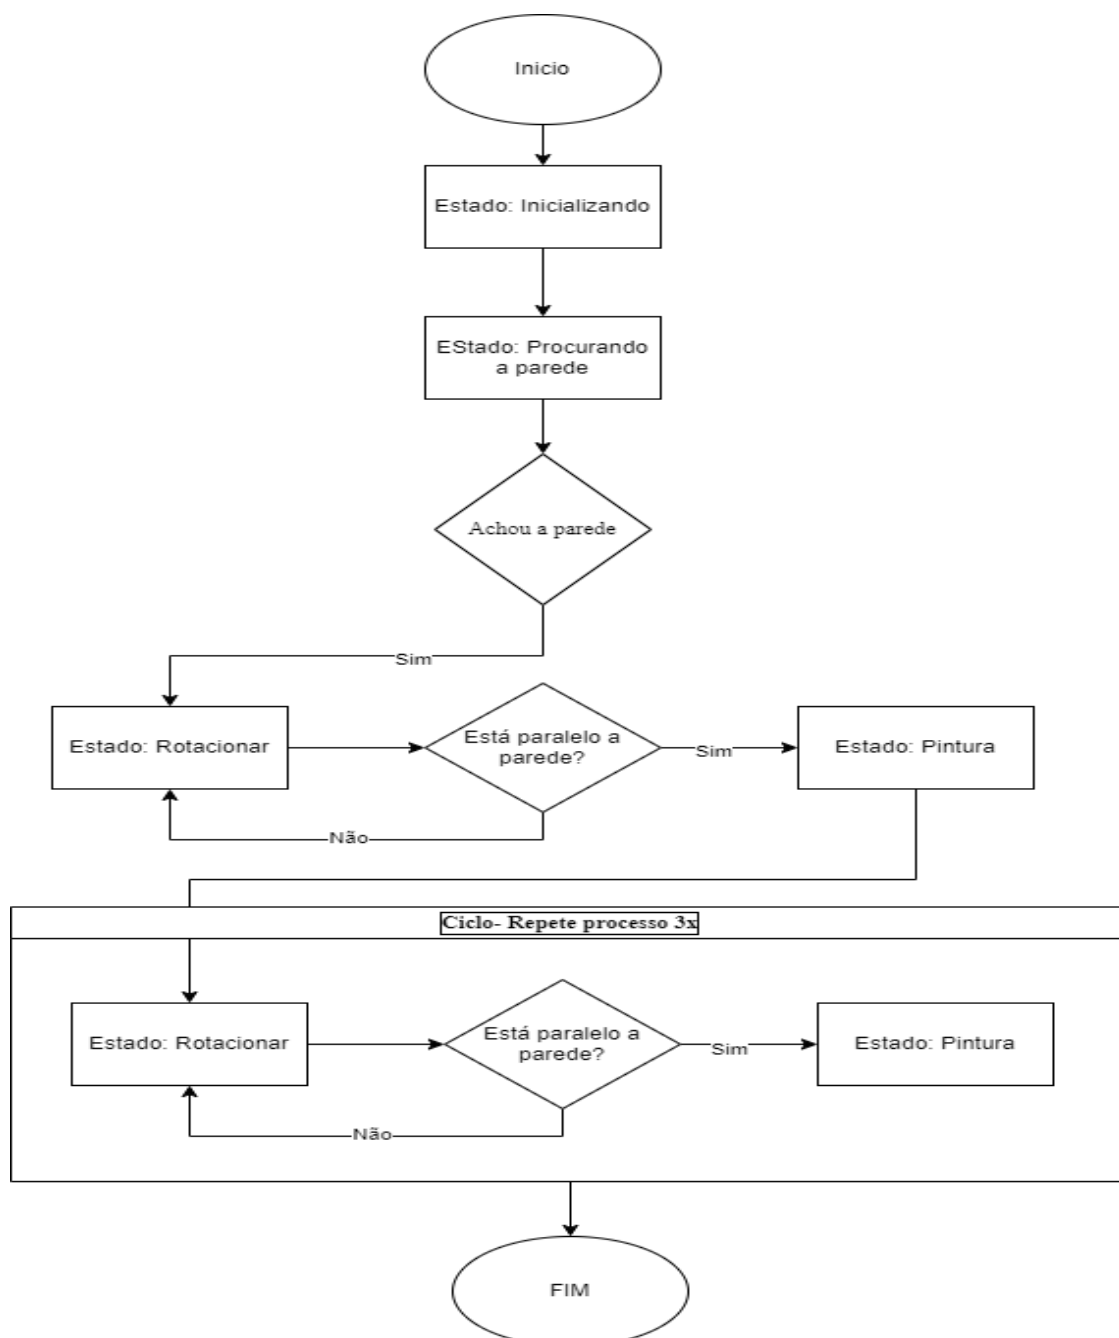 Inicio
Estado: Inicializando
EStado: Procurando
a parede
Achou a parede
Sim
Estado: Rotacionar
Está paralelo a
parede?
Sim
Estado: Pintura
Não
Ciclo- Repete processo 3x
Estado: Rotacionar
Está paralelo a
parede?
Sim
Estado: Pintura
Não
FIM